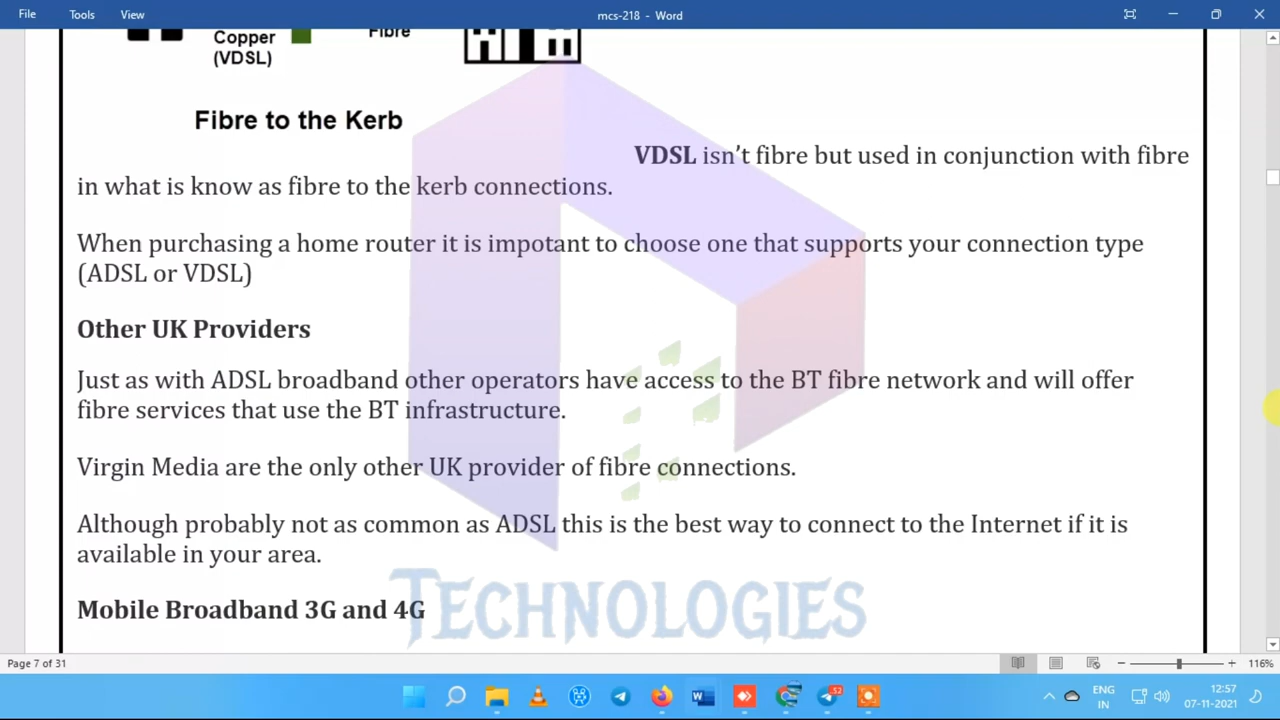 File Tools View mcs-218 - Word
Copper Fibre
(VDSL)
Fibre to the Kerb
VDSL isn't fibre but used in conjunction with fibre
in what is know as fibre to the kerb connections.
When purchasing a home router it is impotant to choose one that supports your connection type
(ADSL or VDSL)
Other UK Providers
Just as with ADSL broadband other operators have access to the BT fibre network and will offer
fibre services that use the BT infrastructure.
Virgin Media are the only other UK provider of fibre connections.
Although probably not as common as ADSL this is the best way to connect to the Internet if it is
available in your area.
TECHNOLOGIES
Mobile Broadband 3G and 4G
Page 7 of 31 116%
ENG 12:57
IN 07-11-2021